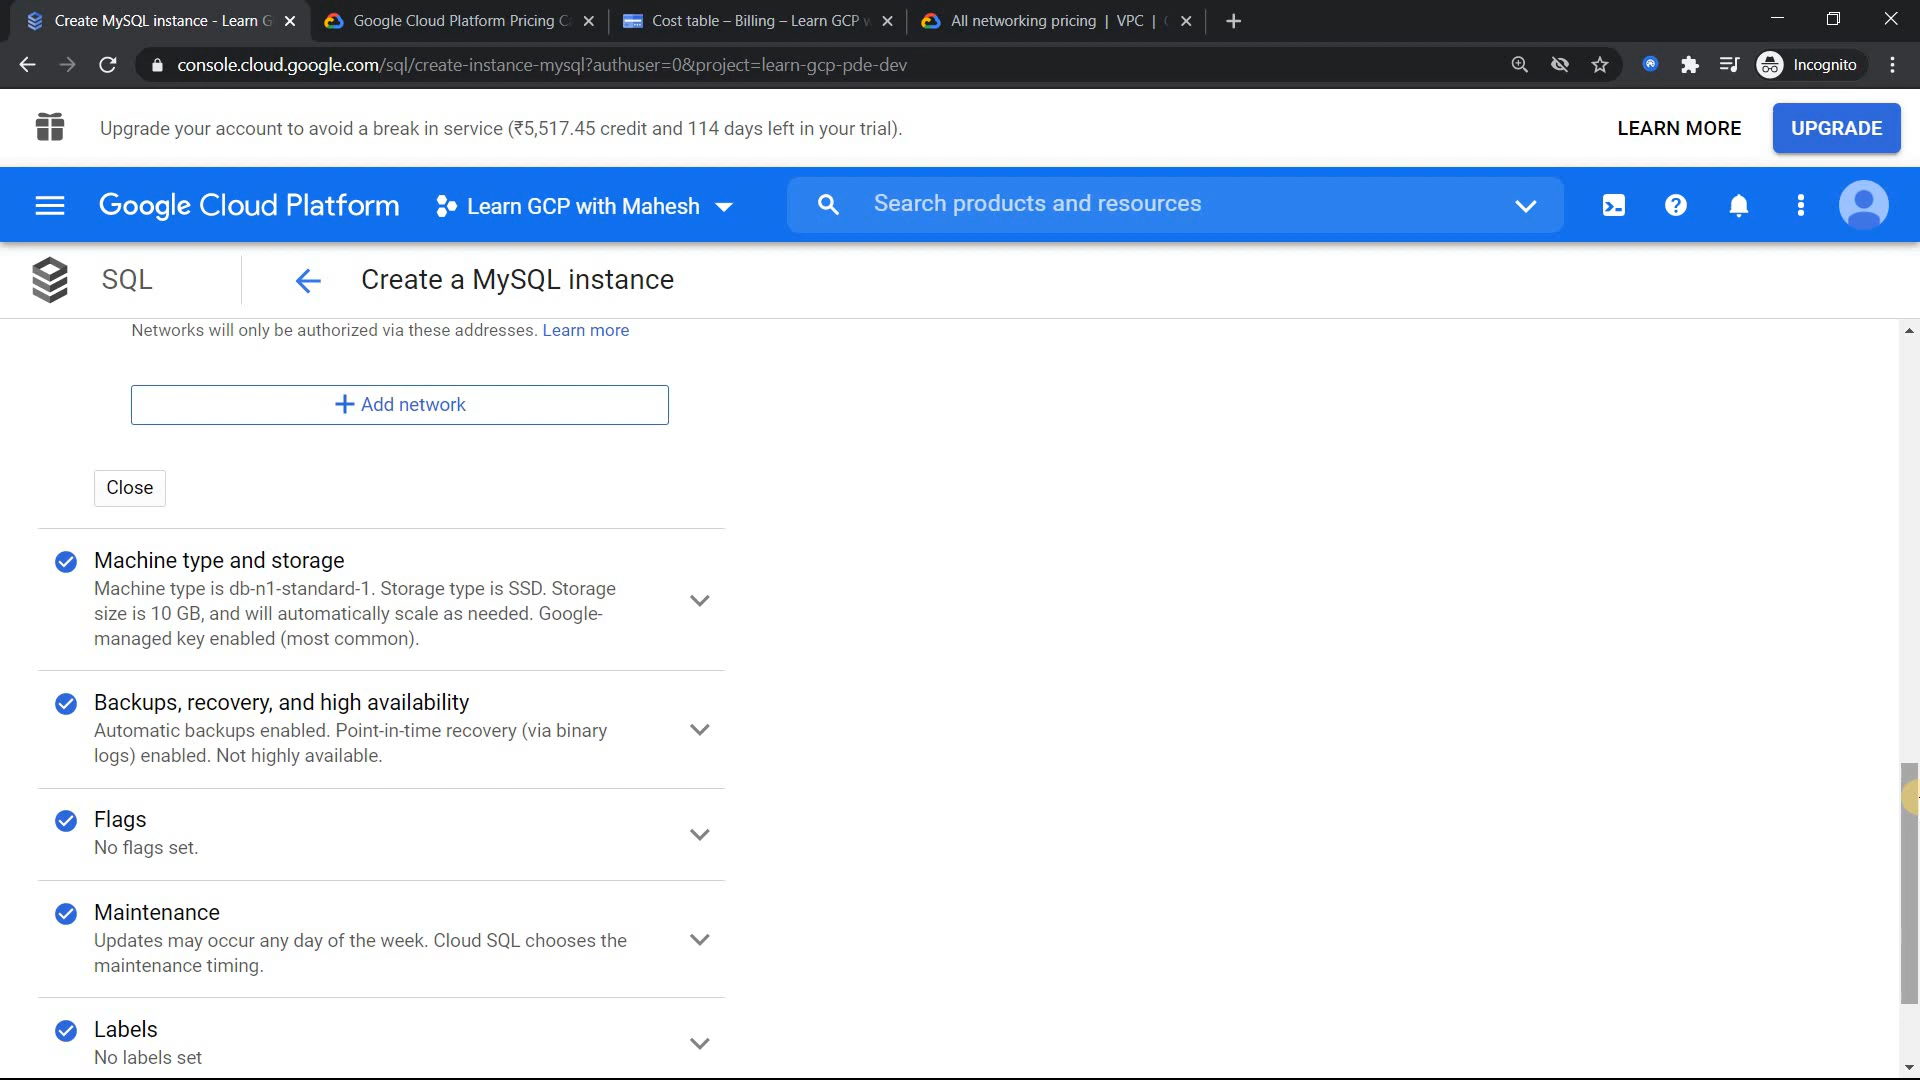 Create MySQL instance - Learn G
Google Cloud Platform Pricing C
Cost table – Billing – Learn GCP w
All networking pricing | VPC |
console.cloud.google.com/sql/create-instance-mysql?authuser=0&project=learn-gcp-pde-dev
Incognito
Upgrade your account to avoid a break in service (₹5,517.45 credit and 114 days left in your trial).
LEARN MORE
UPGRADE
Google Cloud Platform
Learn GCP with Mahesh
Search products and resources
SQL
Create a MySQL instance
Networks will only be authorized via these addresses. Learn more
+ Add network
Close
Machine type and storage
Machine type is db-n1-standard-1. Storage type is SSD. Storage
size is 10 GB, and will automatically scale as needed. Google-
managed key enabled (most common).
Backups, recovery, and high availability
Automatic backups enabled. Point-in-time recovery (via binary
logs) enabled. Not highly available.
Flags
No flags set.
Maintenance
Updates may occur any day of the week. Cloud SQL chooses the
maintenance timing.
Labels
No labels set